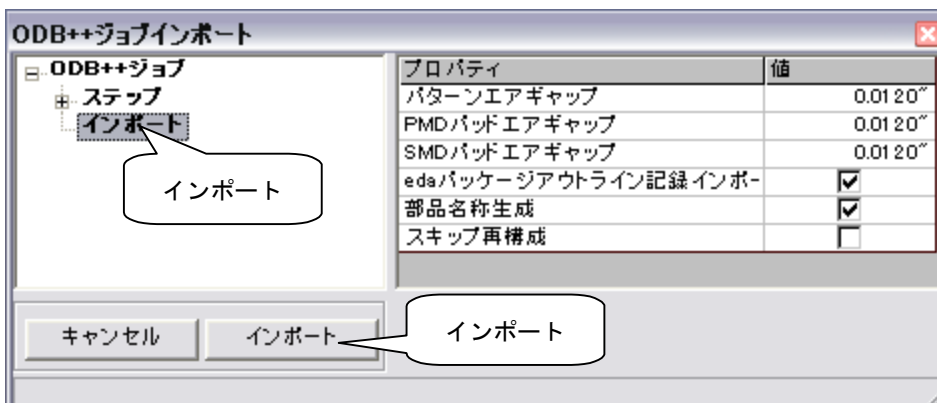 ODB++ジョブインポート
ODB++ジョブ
ステップ
インポート
インポート
プロパティ 値
パターンエアギャップ 0.0120"
PMDパッドエアギャップ 0.0120"
SMDパッドエアギャップ 0.0120"
edaパッケージアウトライン記録インポー
部品名称生成
スキップ再構成
キャンセル
インポート
インポート